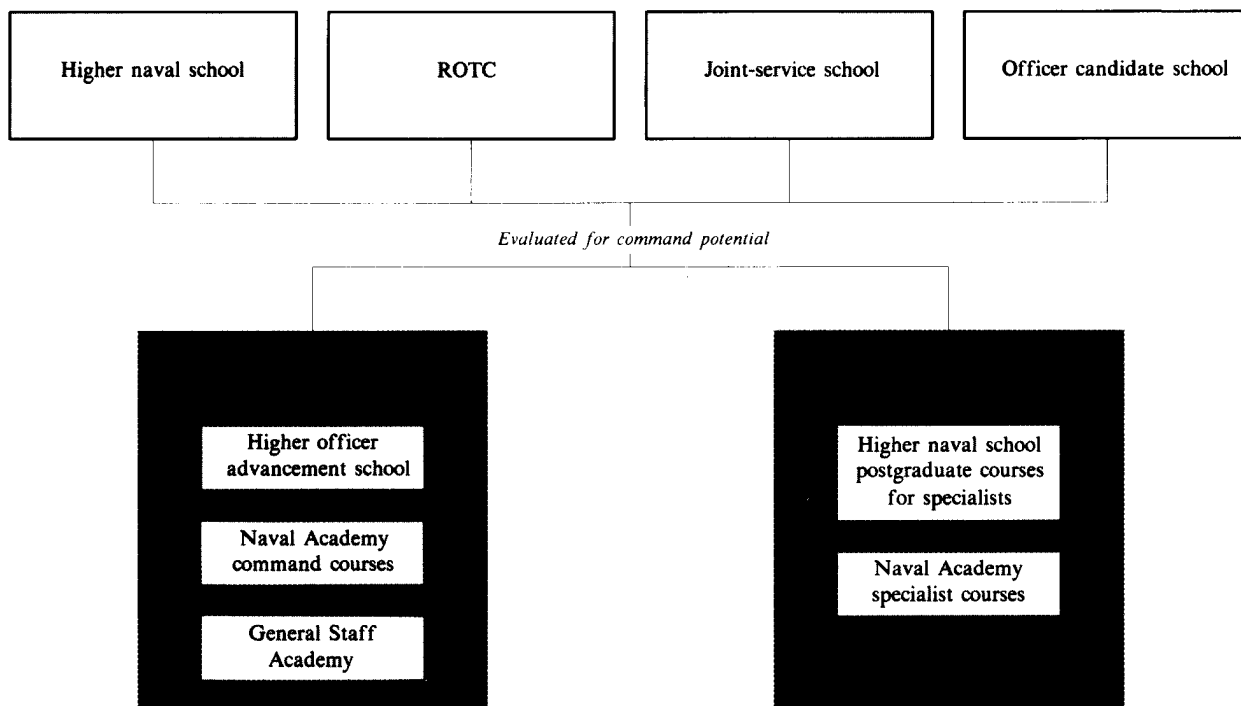 Higher naval school
ROTC
Joint-service school
Officer candidate school
Evaluated for command potential
Higher officer
advancement school
Naval Academy
command courses
General Staff
Academy
Higher naval school
postgraduate courses
for specialists
Naval Academy
specialist courses